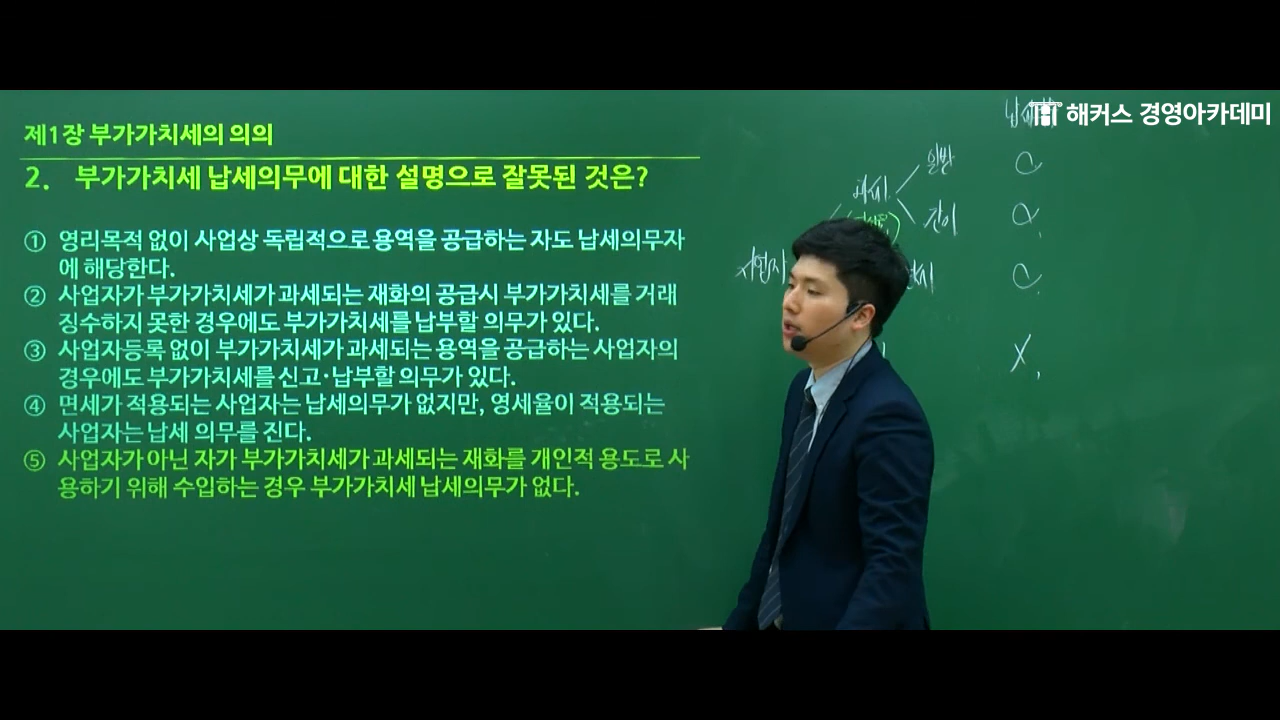 해커스 경영아카데미
제1장 부가가치세의 의의
2. 부가가치세 납세의무에 대한 설명으로 잘못된 것은?
① 영리목적 없이 사업상 독립적으로 용역을 공급하는 자도 납세의무자
에 해당한다.
② 사업자가 부가가치세가 과세되는 재화의 공급시 부가가치세를 거래
징수하지 못한 경우에도 부가가치세를 납부할 의무가 있다.
③ 사업자등록 없이 부가가치세가 과세되는 용역을 공급하는 사업자의
경우에도 부가가치세를 신고·납부할 의무가 있다.
④ 면세가 적용되는 사업자는 납세의무가 없지만, 영세율이 적용되는
사업자는 납세 의무를 진다.
⑤ 사업자가 아닌 자가 부가가치세가 과세되는 재화를 개인적 용도로 사
용하기 위해 수입하는 경우 부가가치세 납세의무가 없다.
일반
과세
간이
사업자
X